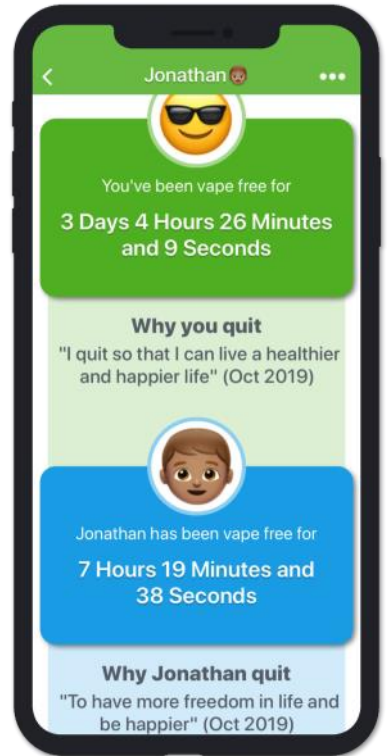 Jonathan
You've been vape free for
3 Days 4 Hours 26 Minutes
and 9 Seconds
Why you quit
"I quit so that I can live a healthier
and happier life" (Oct 2019)
Jonathan has been vape free for
7 Hours 19 Minutes and
38 Seconds
Why Jonathan quit
"To have more freedom in life and
be happier" (Oct 2019)